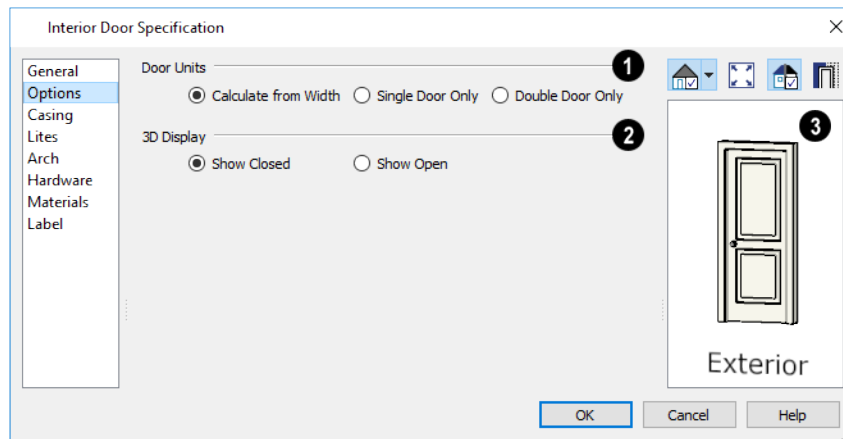 Interior Door Specification
General
Options
Casing
Lites
Arch
Hardware
Materials
Label
Door Units
1
Calculate from Width
Single Door Only
Double Door Only
3D Display
2
Show Closed
Show Open
3
Exterior
OK
Cancel
Help